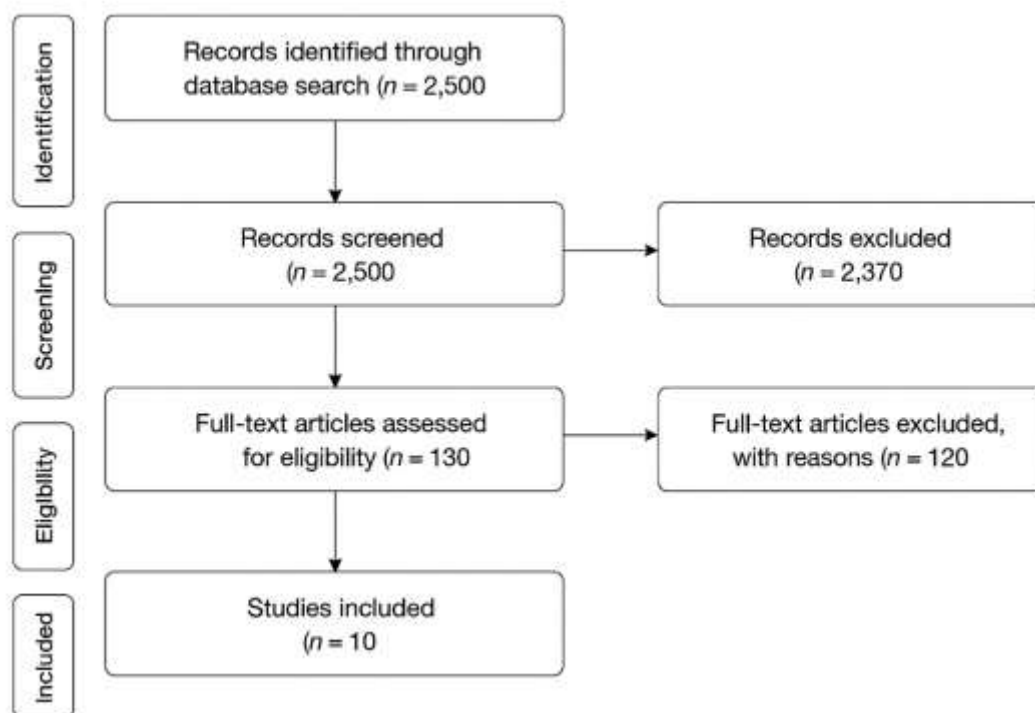 Identification
Records identified through
database search (n = 2,500
Screening
Records screened
(n = 2,500
Records excluded
(n = 2,370
Eligibility
Full-text articles assessed
for eligibility (n = 130
Full-text articles excluded,
with reasons (n = 120
Included
Studies included
(n = 10